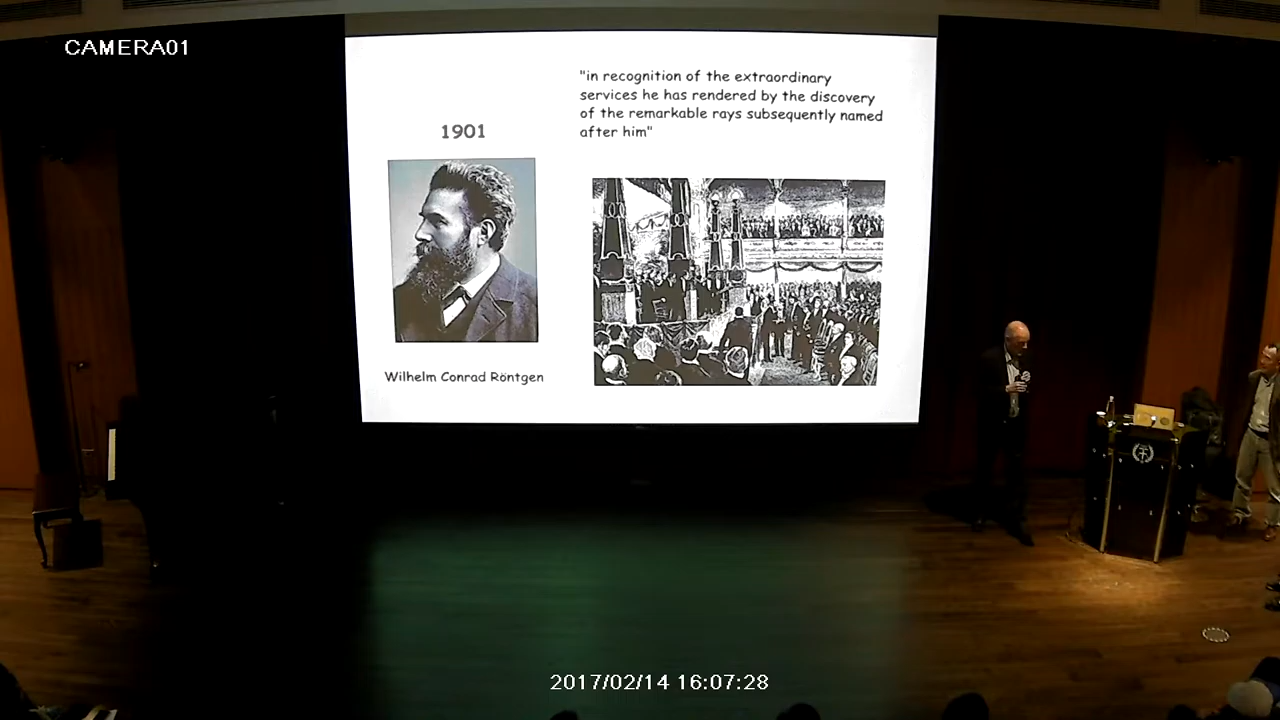 CAMERA01
"in recognition of the extraordinary
services he has rendered by the discovery
of the remarkable rays subsequently named
after him"
1901
Wilhelm Conrad Röntgen
2017/02/14 16:07:28